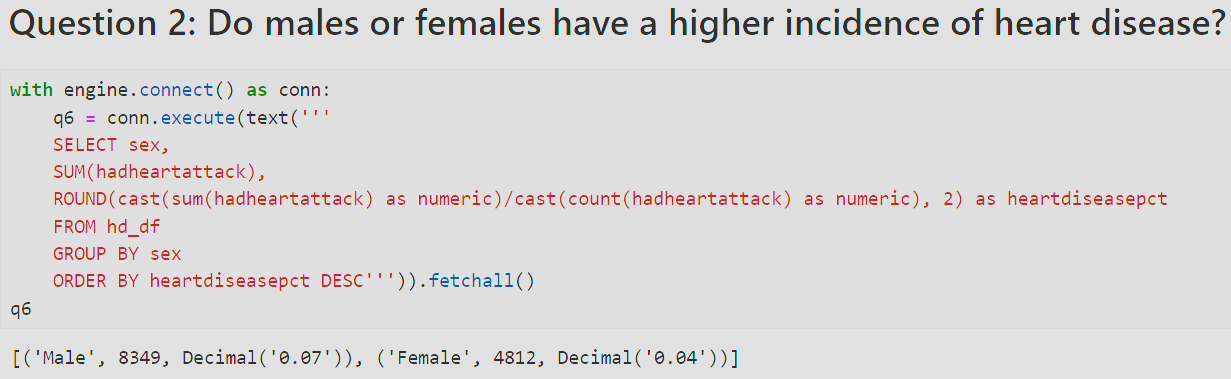 Question 2: Do males or females have a higher incidence of heart disease?
with engine.connect() as conn:
    q6 = conn.execute(text('''
    SELECT sex,
    SUM(hadheartattack),
    ROUND(cast(sum(hadheartattack) as numeric)/cast(count(hadheartattack) as numeric), 2) as heartdiseasepct
    FROM hd_df
    GROUP BY sex
    ORDER BY heartdiseasepct DESC''')).fetchall()
q6
[('Male', 8349, Decimal('0.07')), ('Female', 4812, Decimal('0.04'))]